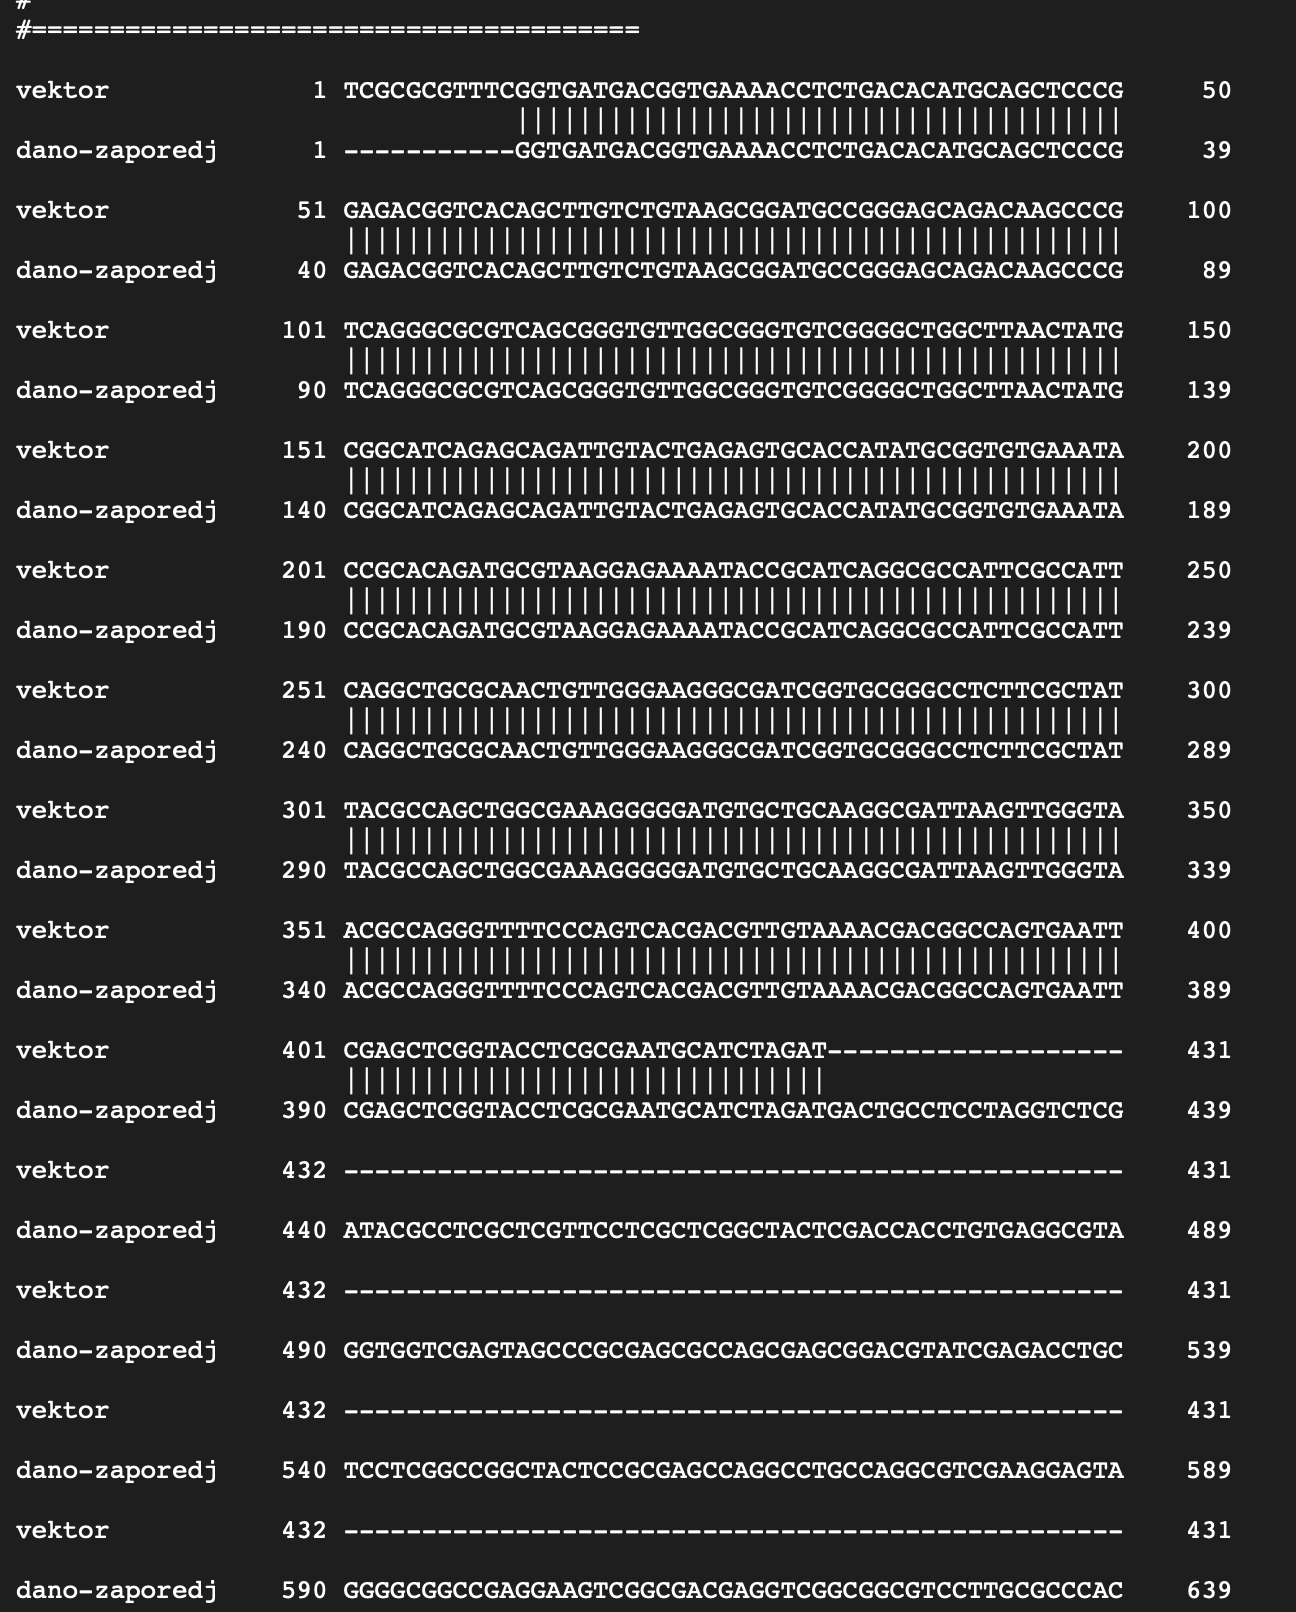 #
#=======================================
vektor 1 TCGCGCGTTTCGGTGATGACGGTGAAAACCTCTGACACATGCAGCTCCCG 50
|||||||||||||||||||||||||||||||||||||||
dano-zaporedj 1 -----------GGTGATGACGGTGAAAACCTCTGACACATGCAGCTCCCG 39
vektor 51 GAGACGGTCACAGCTTGTCTGTAAGCGGATGCCGGGAGCAGACAAGCCCG 100
||||||||||||||||||||||||||||||||||||||||||||||||||
dano-zaporedj 40 GAGACGGTCACAGCTTGTCTGTAAGCGGATGCCGGGAGCAGACAAGCCCG 89
vektor 101 TCAGGGCGCGTCAGCGGGTGTTGGCGGGTGTCGGGGCTGGCTTAACTATG 150
||||||||||||||||||||||||||||||||||||||||||||||||||
dano-zaporedj 90 TCAGGGCGCGTCAGCGGGTGTTGGCGGGTGTCGGGGCTGGCTTAACTATG 139
vektor 151 CGGCATCAGAGCAGATTGTACTGAGAGTGCACCATATGCGGTGTGAAATA 200
||||||||||||||||||||||||||||||||||||||||||||||||||
dano-zaporedj 140 CGGCATCAGAGCAGATTGTACTGAGAGTGCACCATATGCGGTGTGAAATA 189
vektor 201 CCGCACAGATGCGTAAGGAGAAAATACCGCATCAGGCGCCATTCGCCATT 250
||||||||||||||||||||||||||||||||||||||||||||||||||
dano-zaporedj 190 CCGCACAGATGCGTAAGGAGAAAATACCGCATCAGGCGCCATTCGCCATT 239
vektor 251 CAGGCTGCGCAACTGTTGGGAAGGGCGATCGGTGCGGGCCTCTTCGCTAT 300
||||||||||||||||||||||||||||||||||||||||||||||||||
dano-zaporedj 240 CAGGCTGCGCAACTGTTGGGAAGGGCGATCGGTGCGGGCCTCTTCGCTAT 289
vektor 301 TACGCCAGCTGGCGAAAGGGGGATGTGCTGCAAGGCGATTAAGTTGGGTA 350
||||||||||||||||||||||||||||||||||||||||||||||||||
dano-zaporedj 290 TACGCCAGCTGGCGAAAGGGGGATGTGCTGCAAGGCGATTAAGTTGGGTA 339
vektor 351 ACGCCAGGGTTTTCCCAGTCACGACGTTGTAAAACGACGGCCAGTGAATT 400
||||||||||||||||||||||||||||||||||||||||||||||||||
dano-zaporedj 340 ACGCCAGGGTTTTCCCAGTCACGACGTTGTAAAACGACGGCCAGTGAATT 389
vektor 401 CGAGCTCGGTACCTCGCGAATGCATCTAGAT------------------- 431
|||||||||||||||||||||||||||||||
dano-zaporedj 390 CGAGCTCGGTACCTCGCGAATGCATCTAGATGACTGCCTCCTAGGTCTCG 439
vektor 432 -------------------------------------------------- 431
dano-zaporedj 440 ATACGCCTCGCTCGTTCCTCGCTCGGCTACTCGACCACCTGTGAGGCGTA 489
vektor 432 -------------------------------------------------- 431
dano-zaporedj 490 GGTGGTCGAGTAGCCCGCGAGCGCCAGCGAGCGGACGTATCGAGACCTGC 539
vektor 432 -------------------------------------------------- 431
dano-zaporedj 540 TCCTCGGCCGGCTACTCCGCGAGCCAGGCCTGCCAGGCGTCGAAGGAGTA 589
vektor 432 -------------------------------------------------- 431
dano-zaporedj 590 GGGGCGGCCGAGGAAGTCGGCGACGAGGTCGGCGGCGTCCTTGCGCCCAC 639